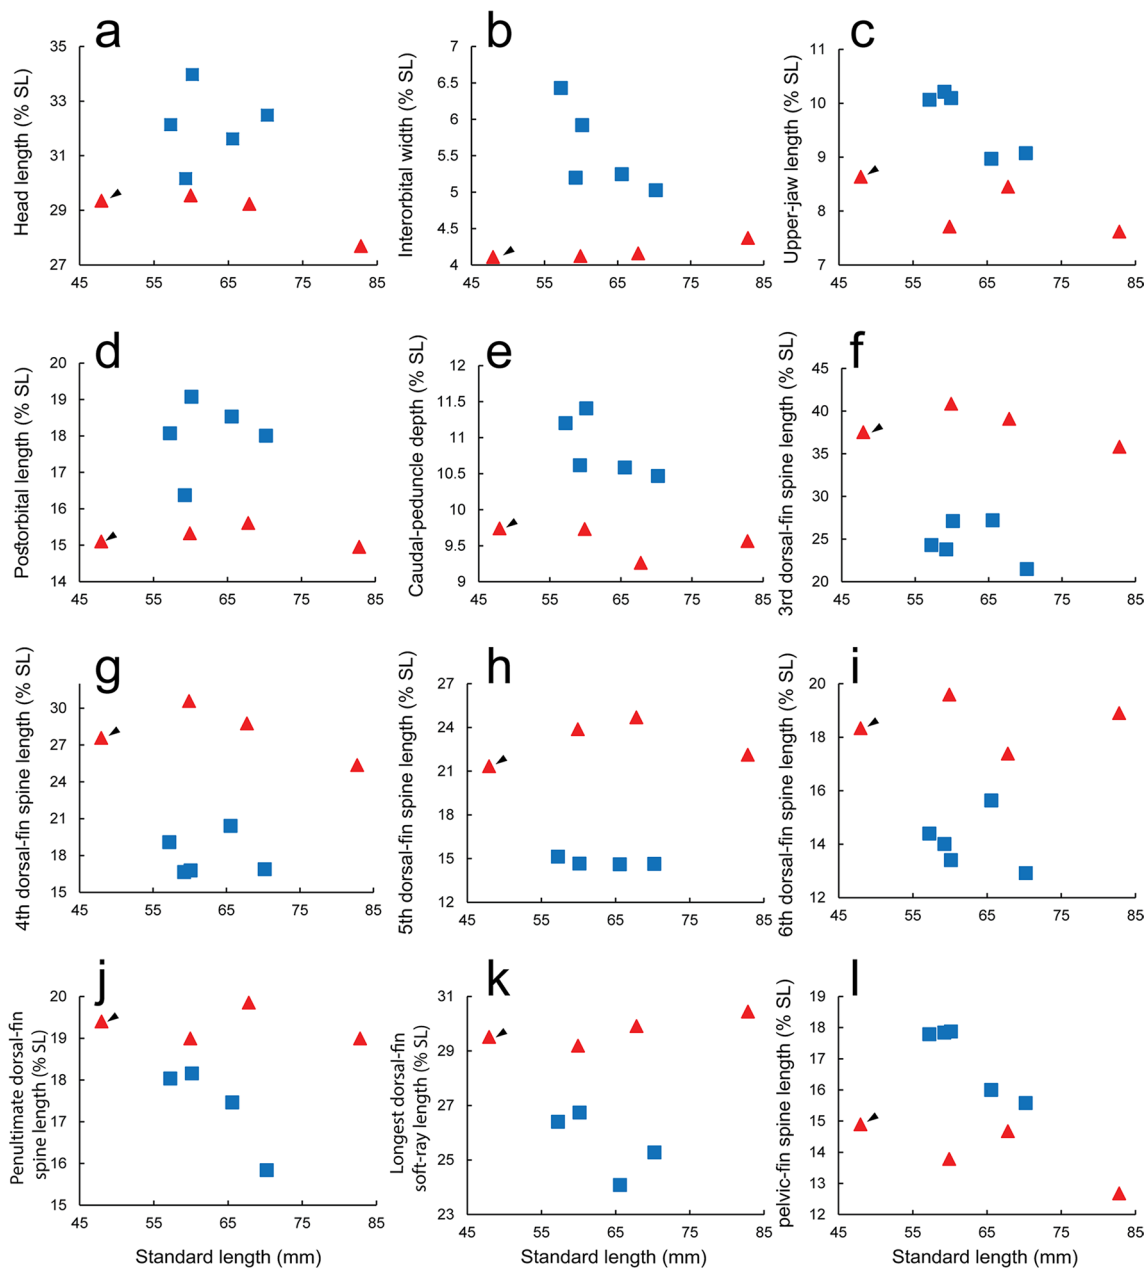 a
Head length (% SL)
35
33
31
29
27
45 55 65 75 85
b
Interorbital width (% SL)
7
6.5
6
5.5
5
4.5
4
45 55 65 75 85
c
Upper-jaw length (% SL)
11
10
9
8
7
45 55 65 75 85
d
Postorbital length (% SL)
20
19
18
17
16
15
14
45 55 65 75 85
e
Caudal-peduncle depth (% SL)
12
11.5
11
10.5
10
9.5
9
45 55 65 75 85
f
3rd dorsal-fin spine length (% SL)
45
40
35
30
25
20
45 55 65 75 85
g
4th dorsal-fin spine length (% SL)
30
27
24
21
18
15
45 55 65 75 85
h
5th dorsal-fin spine length (% SL)
27
24
21
18
15
12
45 55 65 75 85
i
6th dorsal-fin spine length (% SL)
20
18
16
14
12
45 55 65 75 85
j
Penultimate dorsal-fin
spine length (% SL)
20
19
18
17
16
15
45 55 65 75 85
Standard length (mm)
k
Longest dorsal-fin
soft-ray length (% SL)
31
29
27
25
23
45 55 65 75 85
Standard length (mm)
l
pelvic-fin spine length (% SL)
19
18
17
16
15
14
13
12
45 55 65 75 85
Standard length (mm)